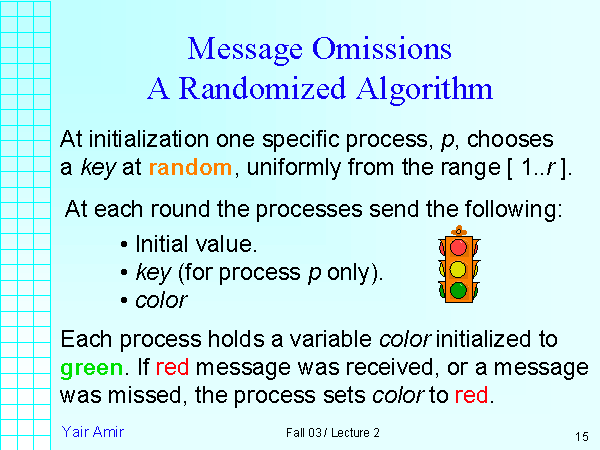 Message Omissions
A Randomized Algorithm
At initialization one specific process, p, chooses
a key at random, uniformly from the range [ 1..r ].
At each round the processes send the following:
• Initial value.
• key (for process p only).
• color
Each process holds a variable color initialized to
green. If red message was received, or a message
was missed, the process sets color to red.
Yair Amir
Fall 03 / Lecture 2
15